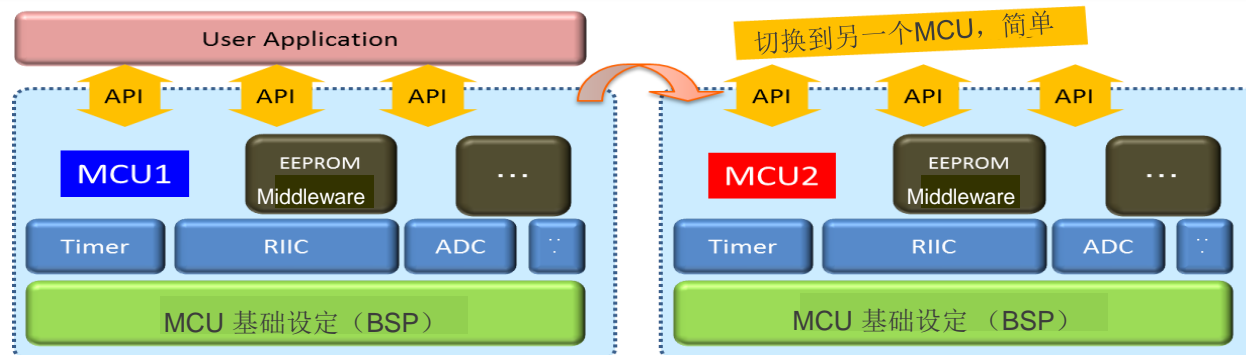 User Application
切换到另一个MCU，简单
API API API
API API API
MCU1
EEPROM
Middleware
...
MCU2
EEPROM
Middleware
...
Timer RIIC ADC ∵
Timer RIIC ADC ∵
MCU 基础设定（BSP）
MCU 基础设定 （BSP）